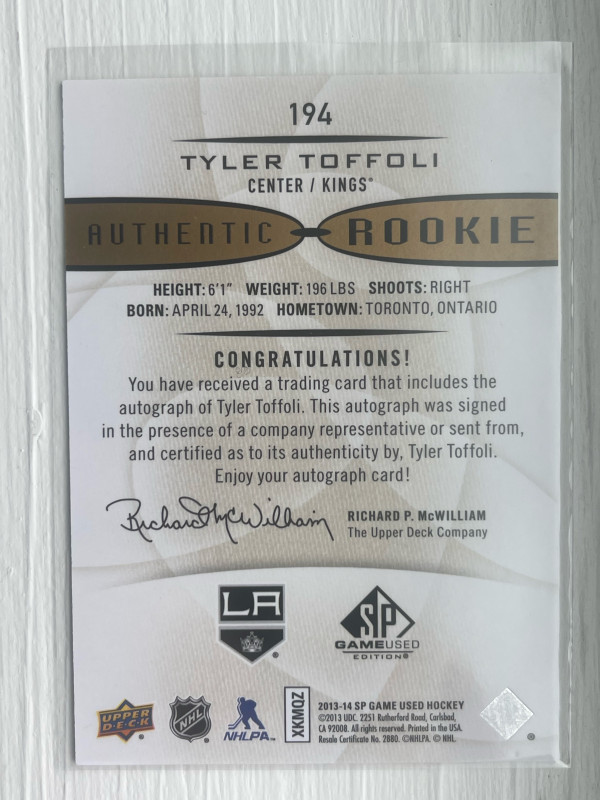 194
TYLER TOFFOLI
CENTER / KINGS®
AUTHENTIC ROOKIE
HEIGHT: 6'1" WEIGHT: 196 LBS SHOOTS: RIGHT
BORN: APRIL 24, 1992 HOMETOWN: TORONTO, ONTARIO
CONGRATULATIONS!
You have received a trading card that includes the
autograph of Tyler Toffoli. This autograph was signed
in the presence of a company representative or sent from,
and certified as to its authenticity by, Tyler Toffoli.
Enjoy your autograph card!
Richard P. McWilliam
RICHARD P. McWILLIAM
The Upper Deck Company
LA
SP
GAMEUSED
EDITION®
UPPER
D·E·C·K
NHL
NHLPA
XKMQZ
2013-14 SP GAME USED HOCKEY
©2013 UDC. 2251 Rutherford Road, Carlsbad,
CA 92008. All rights reserved. Printed in the USA.
Resale Certificate No. 2880. ©NHLPA. © NHL.